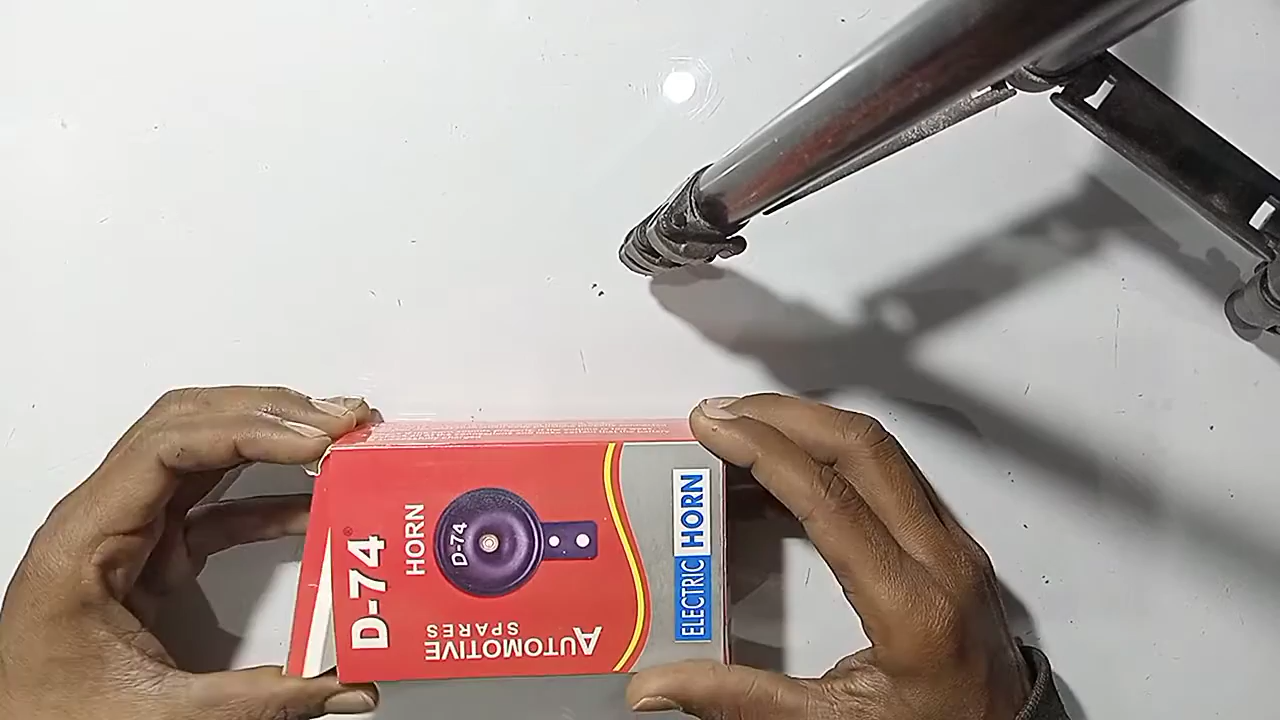 D-74®
HORN
D-74
AUTOMOTIVE
SPARES
ELECTRIC HORN